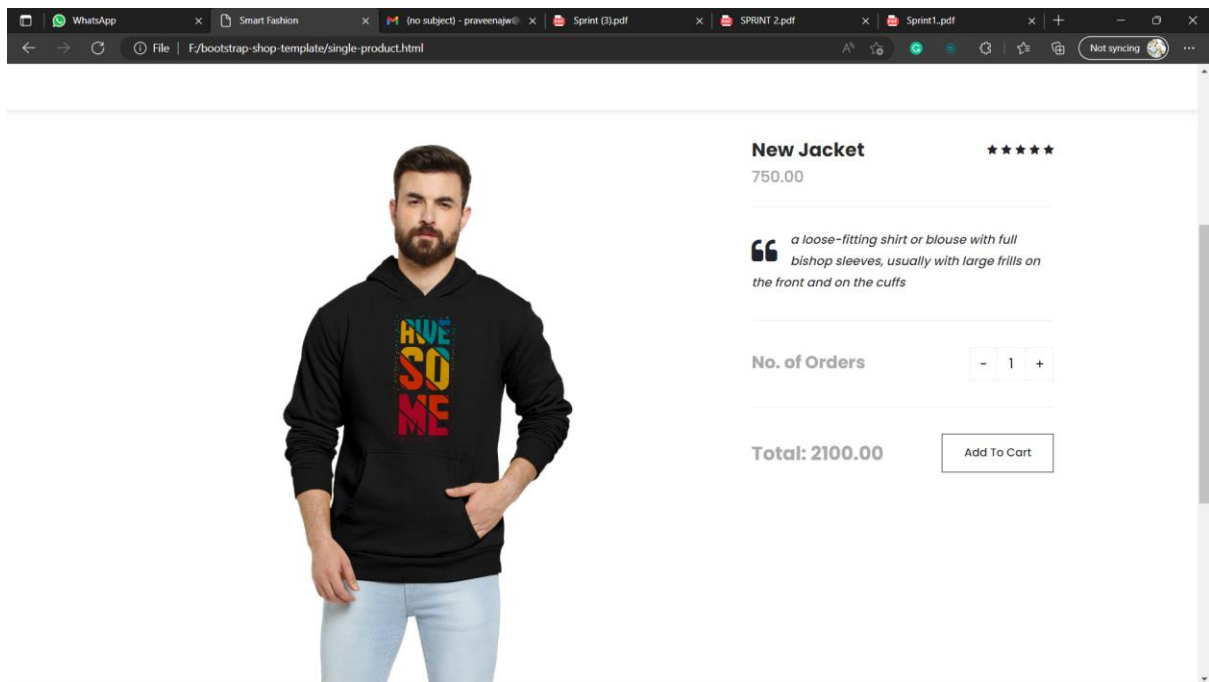 WhatsApp
Smart Fashion
(no subject) - praveenajw@
Sprint (3).pdf
SPRINT 2.pdf
Sprint1..pdf
File | F:/bootstrap-shop-template/single-product.html
Not syncing
New Jacket
750.00
a loose-fitting shirt or blouse with full
bishop sleeves, usually with large frills on
the front and on the cuffs
No. of Orders
- 1 +
Total: 2100.00
Add To Cart
AWE
SO
ME